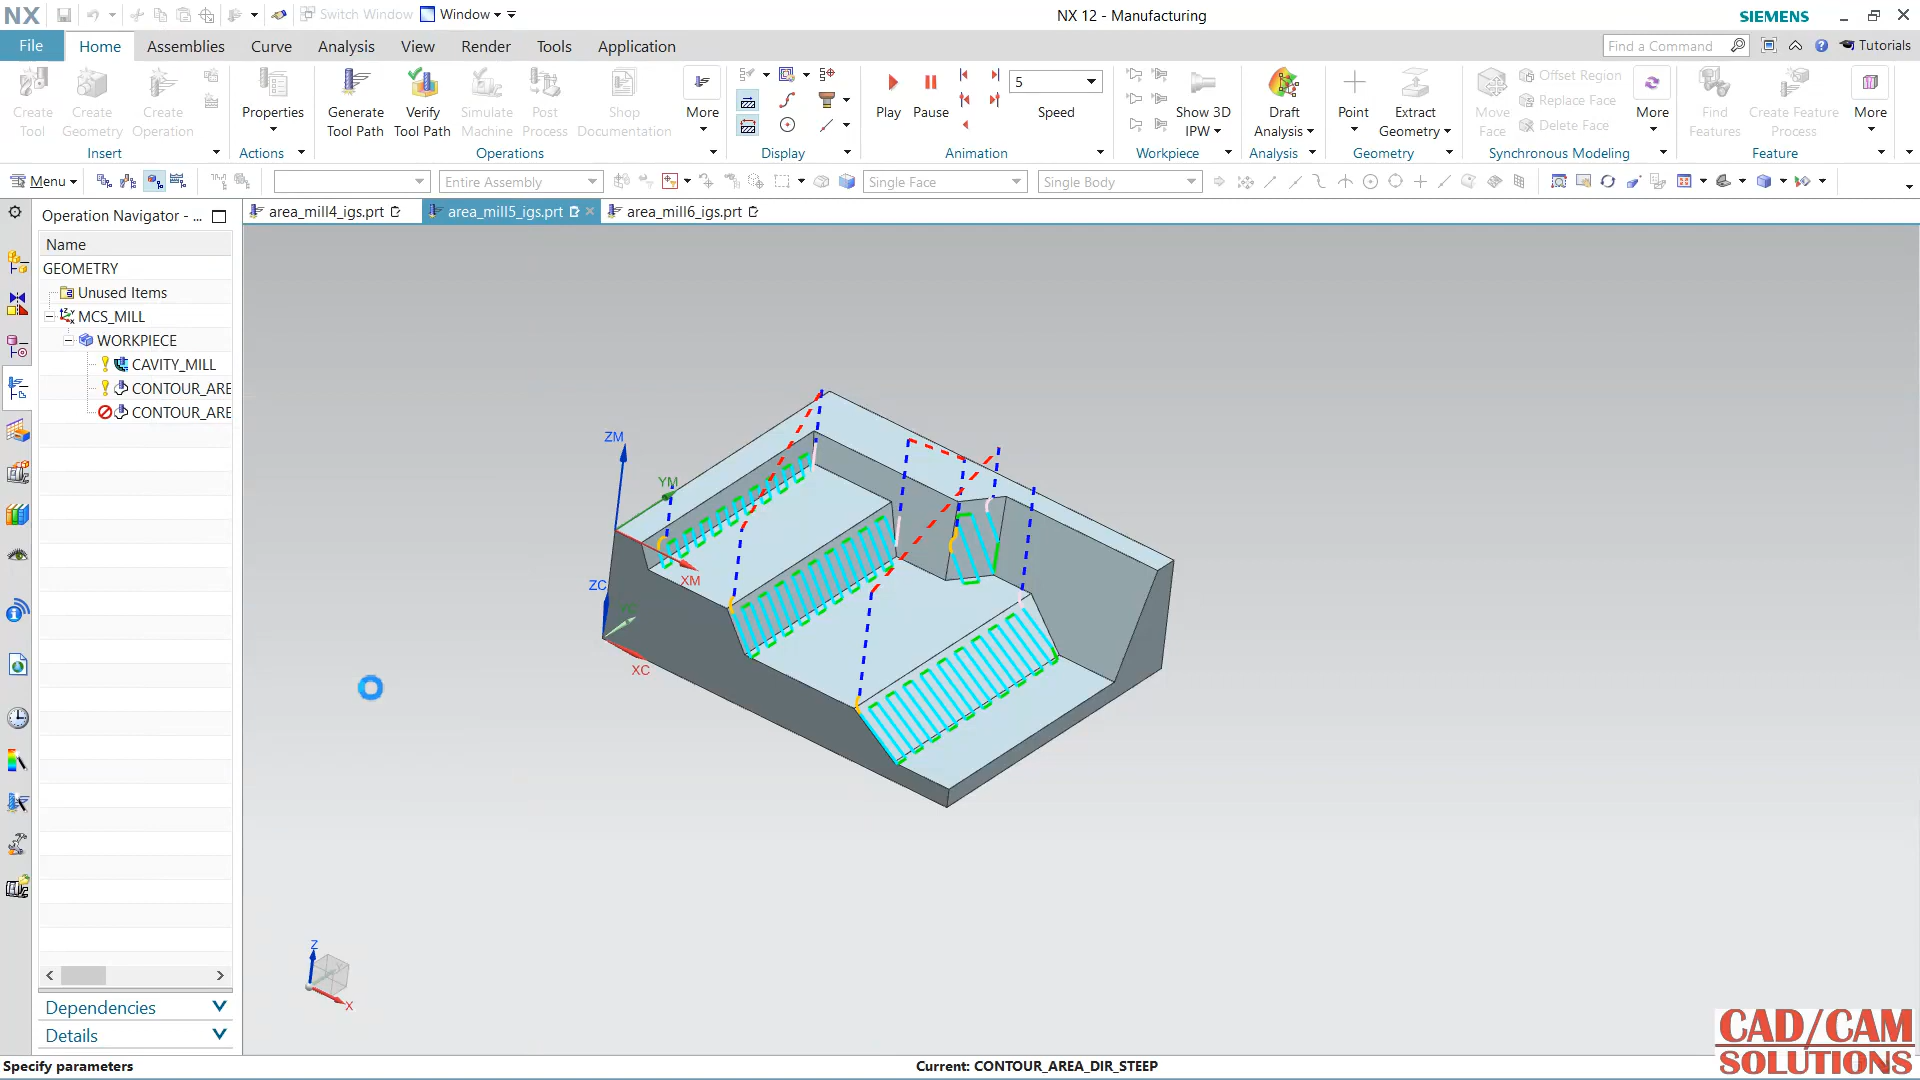 NX
Switch Window
Window
NX 12 - Manufacturing
SIEMENS
File
Home
Assemblies
Curve
Analysis
View
Render
Tools
Application
Find a Command
Tutorials
Create Tool
Create Geometry
Create Operation
Properties
Generate Tool Path
Verify Tool Path
Simulate Machine
Post Process
Shop Documentation
More
Play
Pause
5
Speed
Show 3D IPW
Draft Analysis
Point
Extract Geometry
Move Face
Offset Region
Replace Face
Delete Face
More
Find Features
Create Feature Process
More
Insert
Actions
Operations
Display
Animation
Workpiece
Analysis
Geometry
Synchronous Modeling
Feature
Menu
Entire Assembly
Single Face
Single Body
Operation Navigator - ...
area_mill4_igs.prt
area_mill5_igs.prt
area_mill6_igs.prt
Name
GEOMETRY
Unused Items
MCS_MILL
WORKPIECE
CAVITY_MILL
CONTOUR_ARE
CONTOUR_ARE
ZM
YM
XM
ZC
YC
XC
Z
X
Dependencies
Details
Specify parameters
Current: CONTOUR_AREA_DIR_STEEP
CAD/CAM
SOLUTIONS